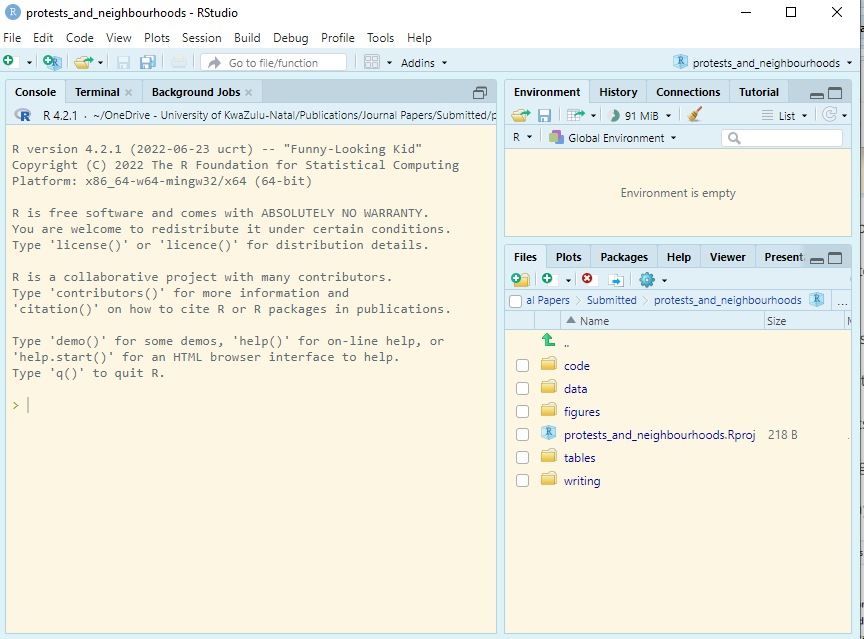 protests_and_neighbourhoods - RStudio
File Edit Code View Plots Session Build Debug Profile Tools Help
Go to file/function Addins protests_and_neighbourhoods
Console Terminal Background Jobs
R 4.2.1 · ~/OneDrive - University of KwaZulu-Natal/Publications/Journal Papers/Submitted/p
R version 4.2.1 (2022-06-23 ucrt) -- "Funny-Looking Kid"
Copyright (C) 2022 The R Foundation for Statistical Computing
Platform: x86_64-w64-mingw32/x64 (64-bit)
R is free software and comes with ABSOLUTELY NO WARRANTY.
You are welcome to redistribute it under certain conditions.
Type 'license()' or 'licence()' for distribution details.
R is a collaborative project with many contributors.
Type 'contributors()' for more information and
'citation()' on how to cite R or R packages in publications.
Type 'demo()' for some demos, 'help()' for on-line help, or
'help.start()' for an HTML browser interface to help.
Type 'q()' to quit R.
>
Environment History Connections Tutorial
91 MiB List
R Global Environment
Environment is empty
Files Plots Packages Help Viewer Present
al Papers Submitted protests_and_neighbourhoods ...
Name Size
..
code
data
figures
protests_and_neighbourhoods.Rproj 218 B
tables
writing